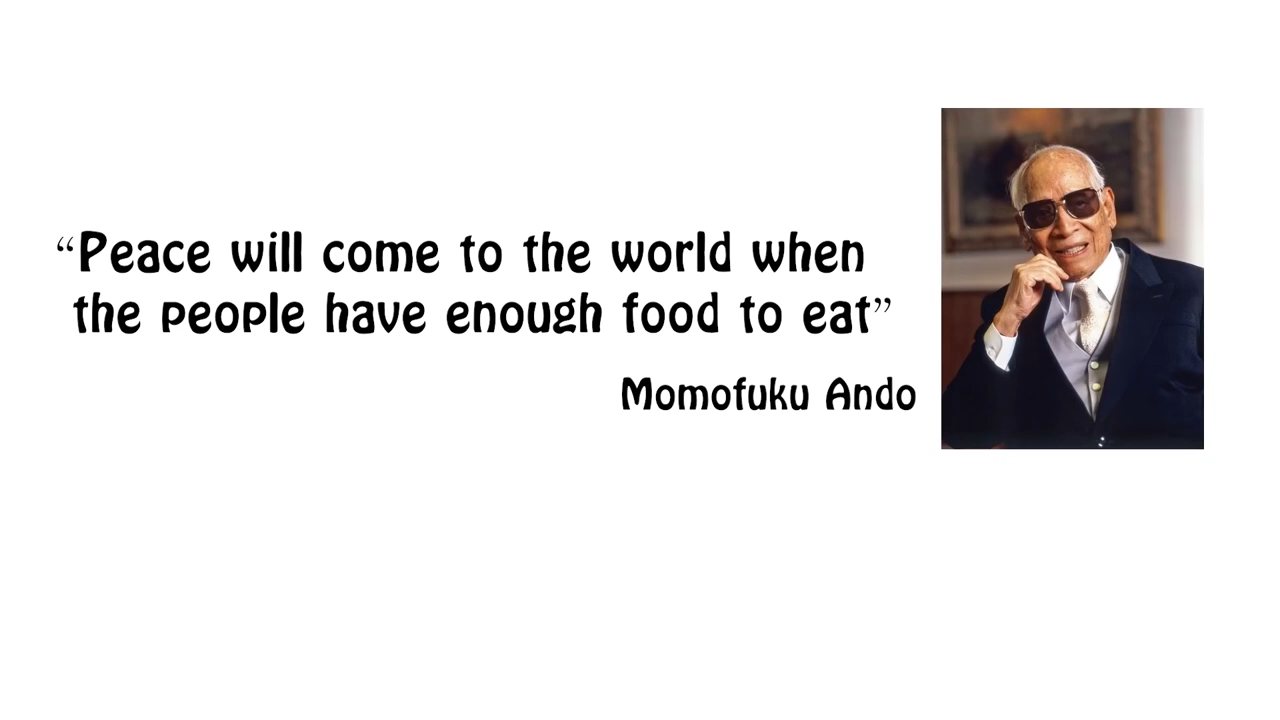 “Peace will come to the world when
the people have enough food to eat”
Momofuku Ando